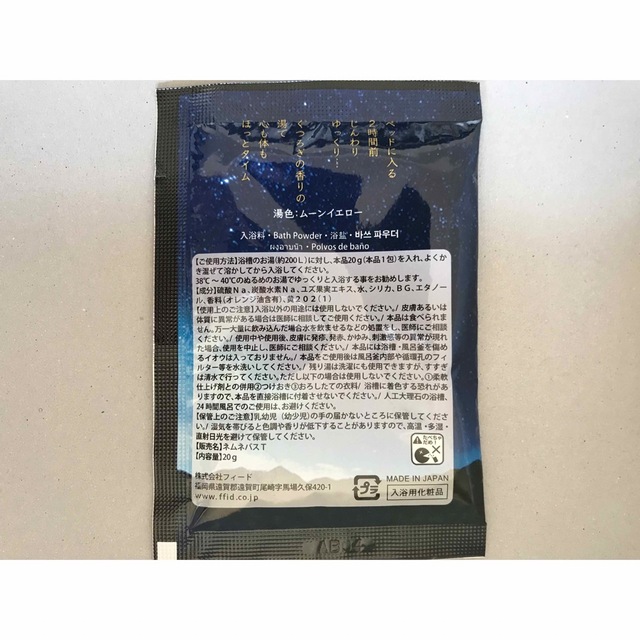 ベッドに入る
2時間前
じんわり
ゆっくり…
くつろぎの香りの
湯で
心も体も
ほっとタイム
湯色：ムーンイエロー
入浴料・Bath Powder・浴盐・바쓰 파우더・
ผงอาบน้ำ・Polvos de baño
【ご使用方法】浴槽のお湯(約200L)に対し、本品20g(本品1包)を入れ、よくか
き混ぜて溶かしてから入浴してください。
38℃～40℃のぬるめのお湯でゆっくりと入浴する事をお勧めします。
【成分】硫酸Na、炭酸水素Na、ユズ果実エキス、水、シリカ、BG、エタノー
ル、香料(オレンジ油含有)、黄202(1)
【使用上のご注意】入浴以外の用途には使用しないでください。/ 皮膚あるいは
体質に異常がある場合は医師に相談してご使用ください。/ 本品は食べられま
せん。万一大量に飲み込んだ場合水を飲ませるなどの処置をし、医師にご相談
ください。/ 使用中や使用後、皮膚に発疹、発赤、かゆみ、刺激感等の異常が現れ
た場合、使用を中止し、医師にご相談ください。/ 本品には浴槽・風呂釜を傷め
るイオウは入っておりません。/ 本品をご使用後は風呂釜内部や循環孔のフィ
ルター等を水洗いしてください。/ 残り湯は洗濯にも使用できますが、すすぎ
は清水で行ってください。ただし以下の場合は使用しないでください。①柔軟
仕上げ剤との併用②つけおき③おろしたての衣料/ 浴槽に着色する恐れがあ
りますので、本品を直接浴槽に付着させないでください。/ 人工大理石の浴槽、
24時間風呂でのご使用は、お避けください。
【保管上のご注意】乳幼児(幼少児)の手の届かないところに保管してください。
/ 湿気を帯びると色調や香りが低下することがありますので、高温・多湿・
直射日光を避けて保管してください。
【販売名】ネムネバスT
【内容量】20g
たべちゃ
だめ!
株式会社フィード
福岡県遠賀郡遠賀町尾崎字馬場久保420-1
www.ffid.co.jp
プラ
MADE IN JAPAN
入浴用化粧品